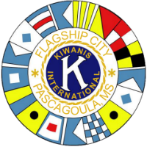 FLAGSHIP CITY
KIWANIS
K
INTERNATIONAL
PASCAGOULA, MS